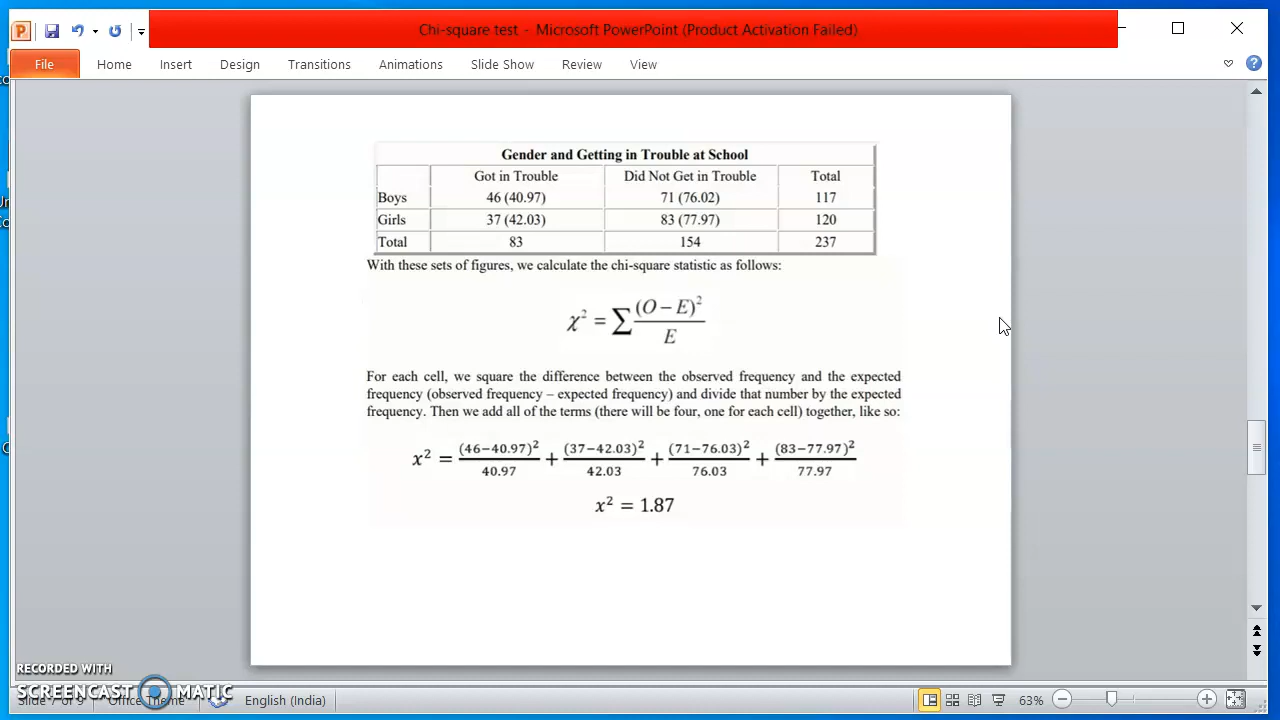 Chi-square test - Microsoft PowerPoint (Product Activation Failed)
File Home Insert Design Transitions Animations Slide Show Review View
Gender and Getting in Trouble at School
Got in Trouble Did Not Get in Trouble Total
Boys 46 (40.97) 71 (76.02) 117
Girls 37 (42.03) 83 (77.97) 120
Total 83 154 237
With these sets of figures, we calculate the chi-square statistic as follows:
χ² = ∑ (O – E)² / E
For each cell, we square the difference between the observed frequency and the expected
frequency (observed frequency – expected frequency) and divide that number by the expected
frequency. Then we add all of the terms (there will be four, one for each cell) together, like so:
x² = (46−40.97)² / 40.97 + (37−42.03)² / 42.03 + (71−76.03)² / 76.03 + (83−77.97)² / 77.97
x² = 1.87
RECORDED WITH
SCREENCAST MATIC
Slide 7 of 9 Office Theme English (India) 63%